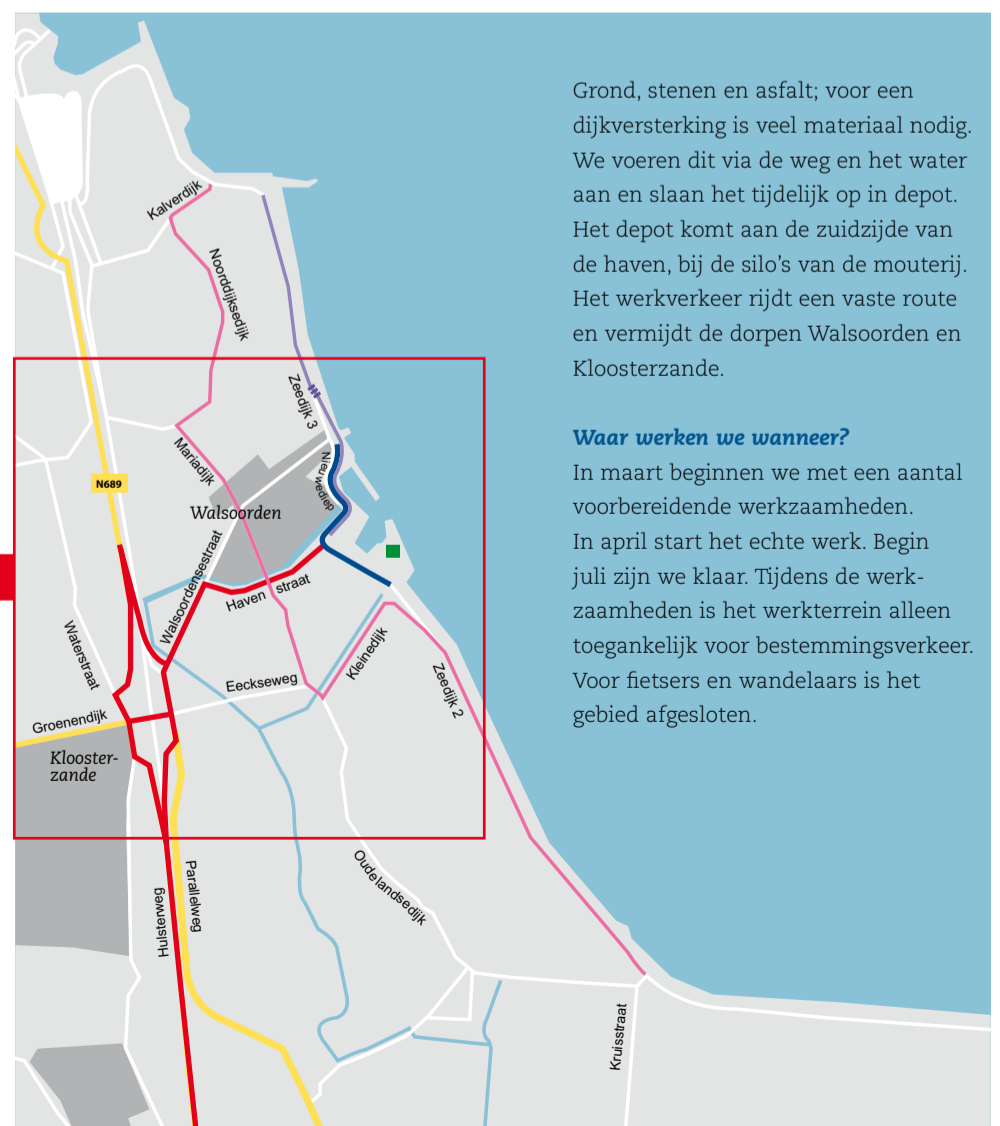 Grond, stenen en asfalt; voor een
dijkversterking is veel materiaal nodig.
We voeren dit via de weg en het water
aan en slaan het tijdelijk op in depot.
Het depot komt aan de zuidzijde van
de haven, bij de silo’s van de mouterij.
Het werkverkeer rijdt een vaste route
en vermijdt de dorpen Walsoorden en
Kloosterzande.
Waar werken we wanneer?
In maart beginnen we met een aantal
voorbereidende werkzaamheden.
In april start het echte werk. Begin
juli zijn we klaar. Tijdens de werk-
zaamheden is het werkterrein alleen
toegankelijk voor bestemmingsverkeer.
Voor fietsers en wandelaars is het
gebied afgesloten.
Kalverdijk
Noorddijksedijk
Zeedijk 3
Mariadijk
Nieuwediep
N689
Walsoorden
Walsoordensestraat
Havenstraat
Waterstraat
Kleinedijk
Eeckseweg
Zeedijk 2
Groenendijk
Klooster-
zande
Oudelandsedijk
Parallelweg
Hulsterweg
Kruisstraat